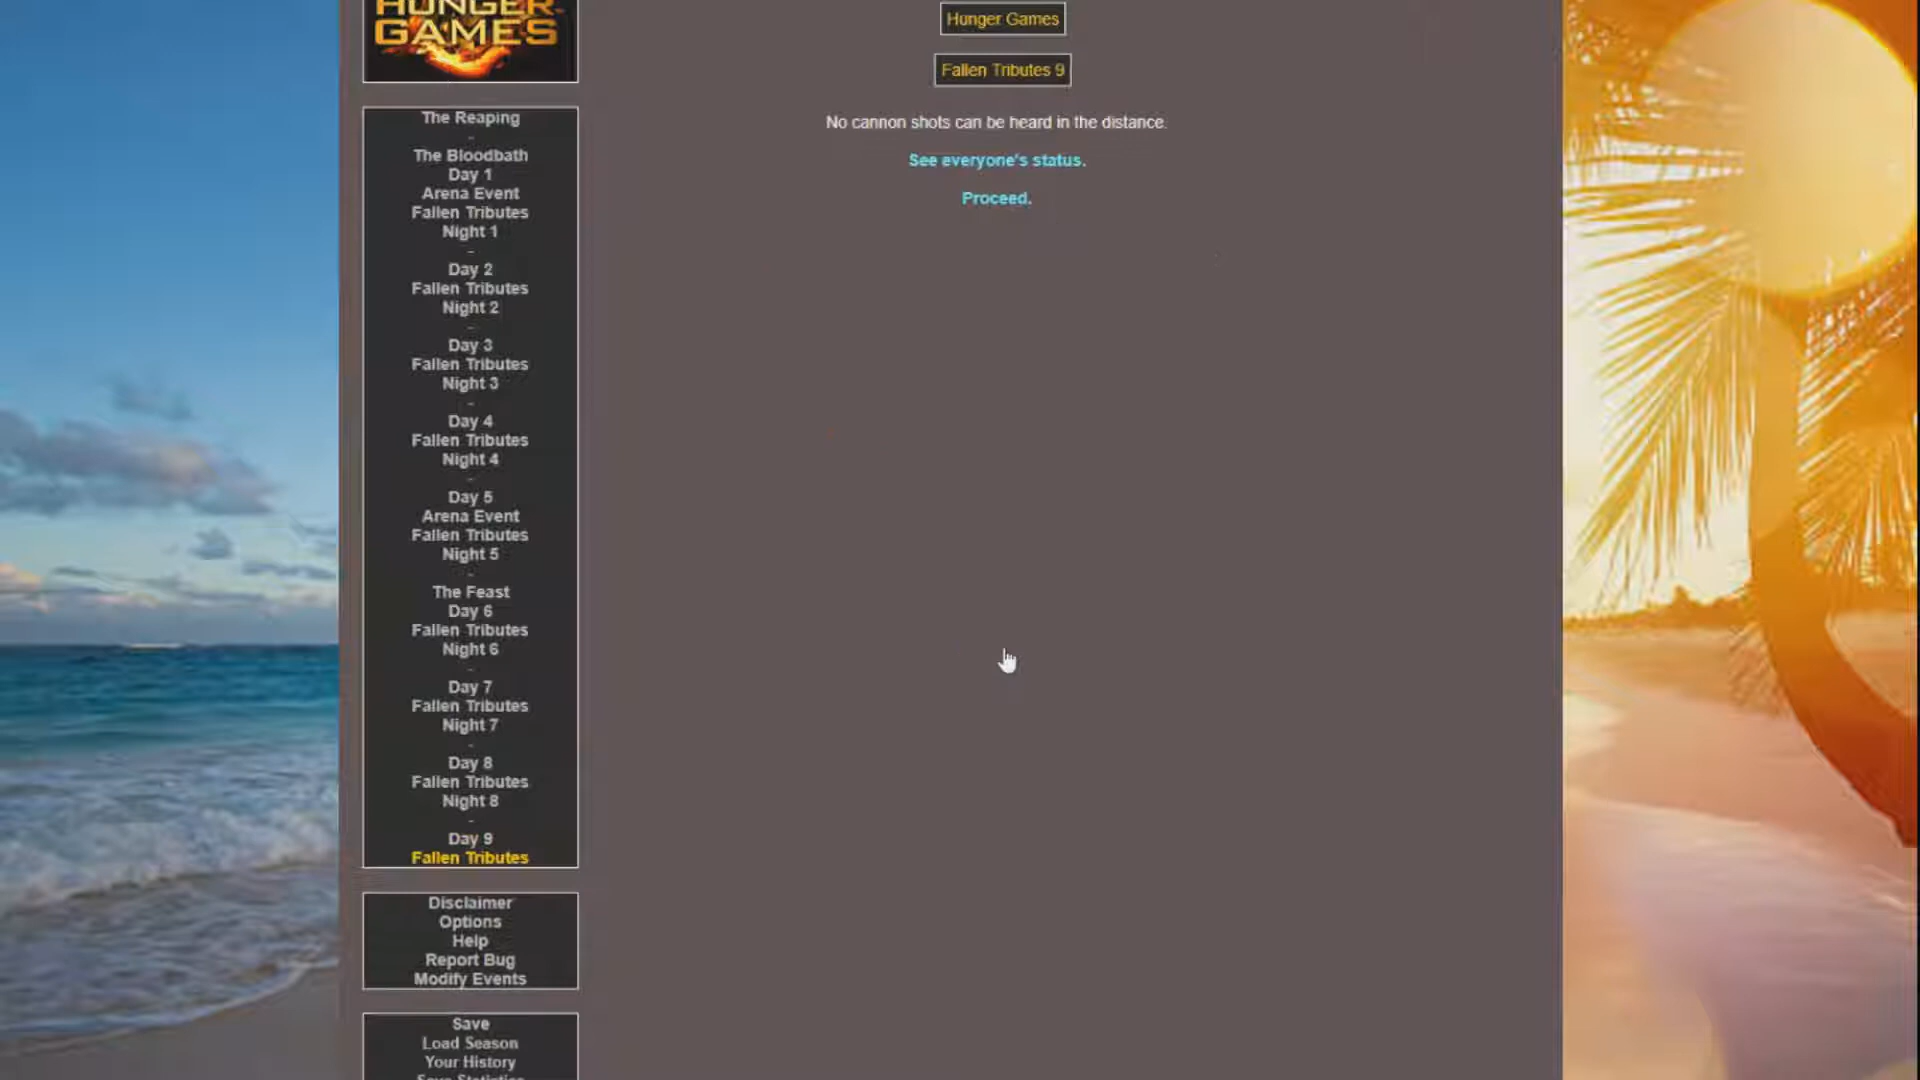 HUNGER
GAMES
The Reaping
-
The Bloodbath
Day 1
Arena Event
Fallen Tributes
Night 1
-
Day 2
Fallen Tributes
Night 2
-
Day 3
Fallen Tributes
Night 3
-
Day 4
Fallen Tributes
Night 4
-
Day 5
Arena Event
Fallen Tributes
Night 5
-
The Feast
Day 6
Fallen Tributes
Night 6
-
Day 7
Fallen Tributes
Night 7
-
Day 8
Fallen Tributes
Night 8
-
Day 9
Fallen Tributes
Disclaimer
Options
Help
Report Bug
Modify Events
Save
Load Season
Your History
Save Statistics
Hunger Games
Fallen Tributes 9
No cannon shots can be heard in the distance.
See everyone's status.
Proceed.